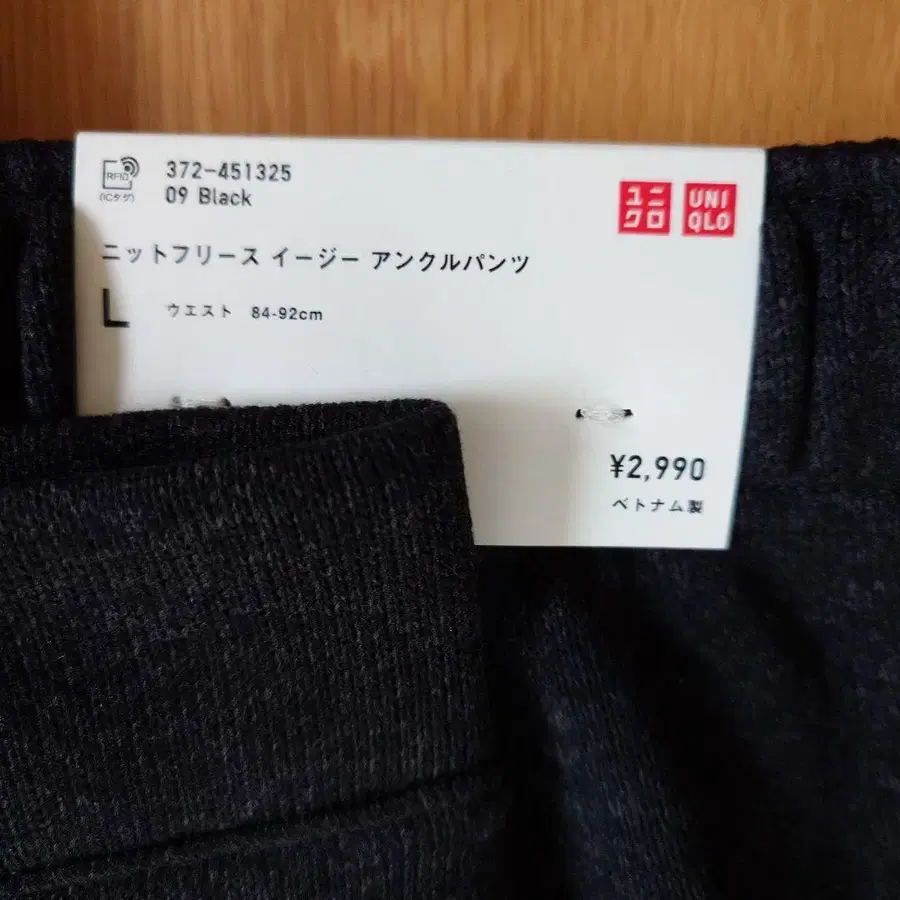 RFID
(ICタグ)
372-451325
09 Black
ユニ
クロ
UNI
QLO
ニットフリース イージー アンクルパンツ
L ウエスト 84-92cm
¥2,990
ベトナム製